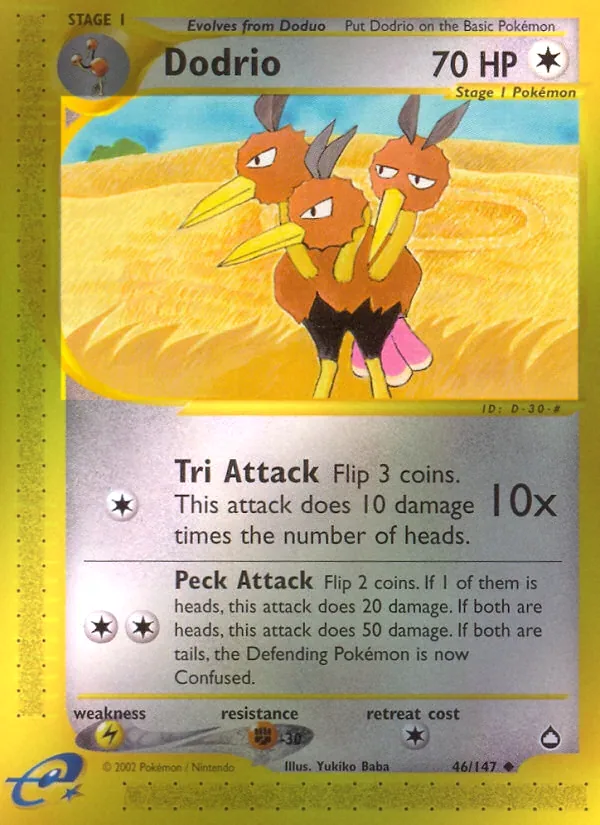 STAGE 1
Evolves from Doduo Put Dodrio on the Basic Pokémon
Dodrio 70 HP
Stage 1 Pokémon
ID: D-30-#
Tri Attack Flip 3 coins.
This attack does 10 damage 10x
times the number of heads.
Peck Attack Flip 2 coins. If 1 of them is
heads, this attack does 20 damage. If both are
heads, this attack does 50 damage. If both are
tails, the Defending Pokémon is now
Confused.
weakness resistance retreat cost
-30
© 2002 Pokémon / Nintendo Illus. Yukiko Baba 46/147
e